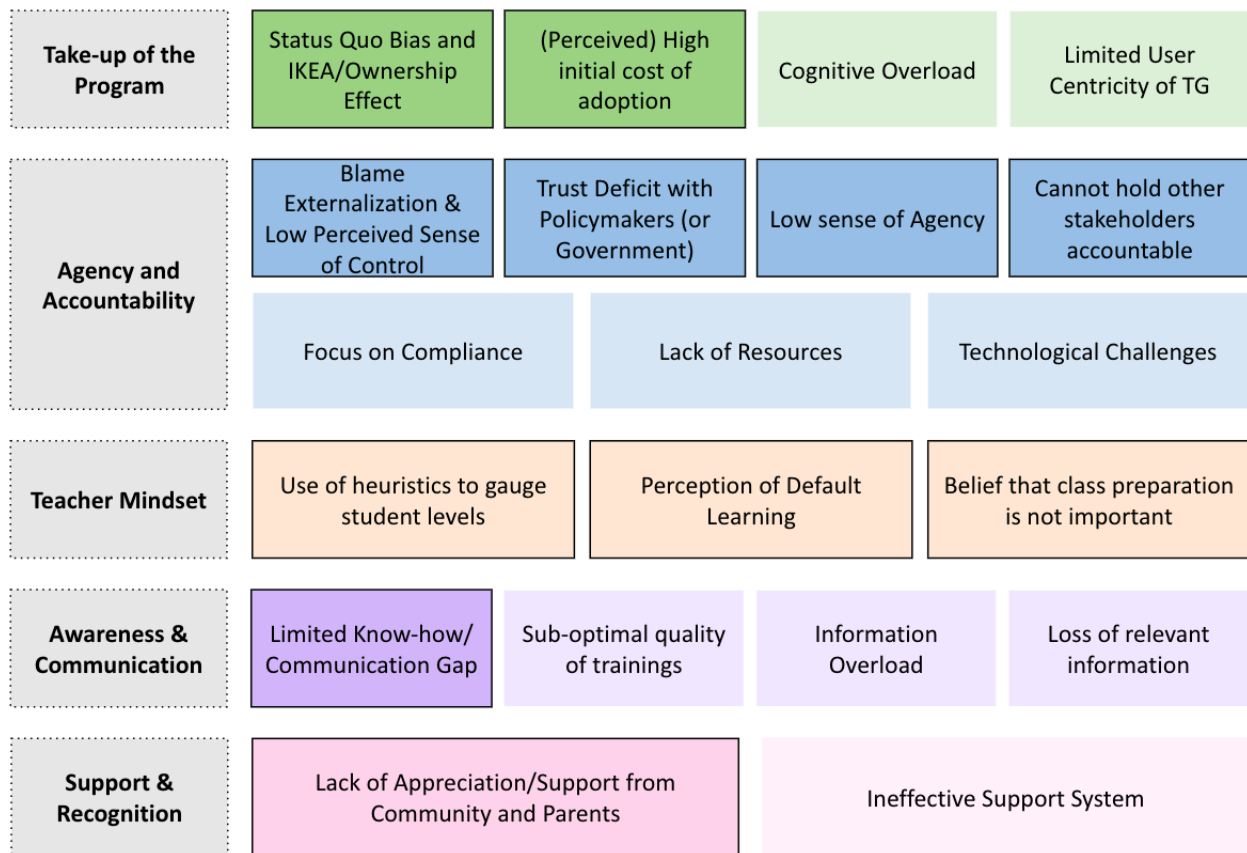 Take-up of the
Program
Status Quo Bias and
IKEA/Ownership
Effect
(Perceived) High
initial cost of
adoption
Cognitive Overload
Limited User
Centricity of TG
Agency and
Accountability
Blame
Externalization &
Low Perceived Sense
of Control
Trust Deficit with
Policymakers (or
Government)
Low sense of Agency
Cannot hold other
stakeholders
accountable
Focus on Compliance
Lack of Resources
Technological Challenges
Teacher Mindset
Use of heuristics to gauge
student levels
Perception of Default
Learning
Belief that class preparation
is not important
Awareness &
Communication
Limited Know-how/
Communication Gap
Sub-optimal quality
of trainings
Information
Overload
Loss of relevant
information
Support &
Recognition
Lack of Appreciation/Support from
Community and Parents
Ineffective Support System